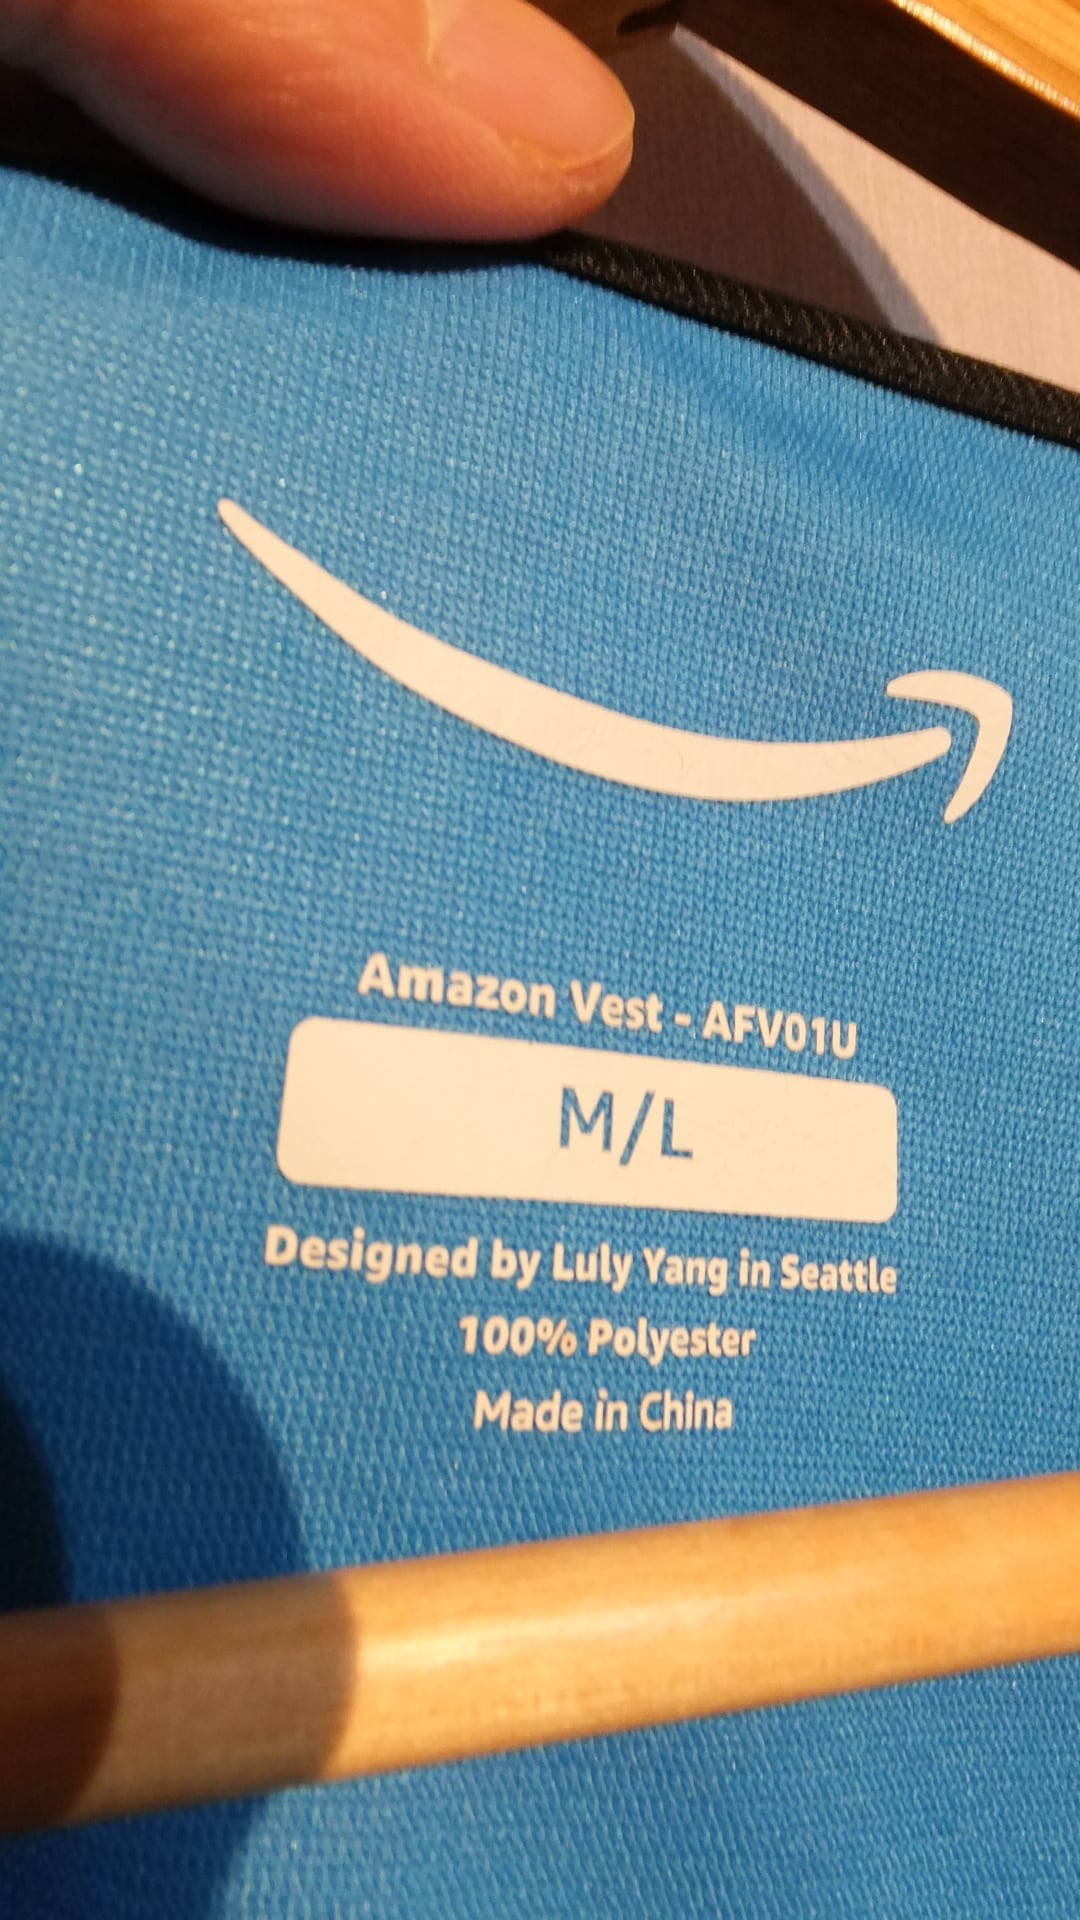 Amazon Vest - AFV01U
M/L
Designed by Luly Yang in Seattle
100% Polyester
Made in China